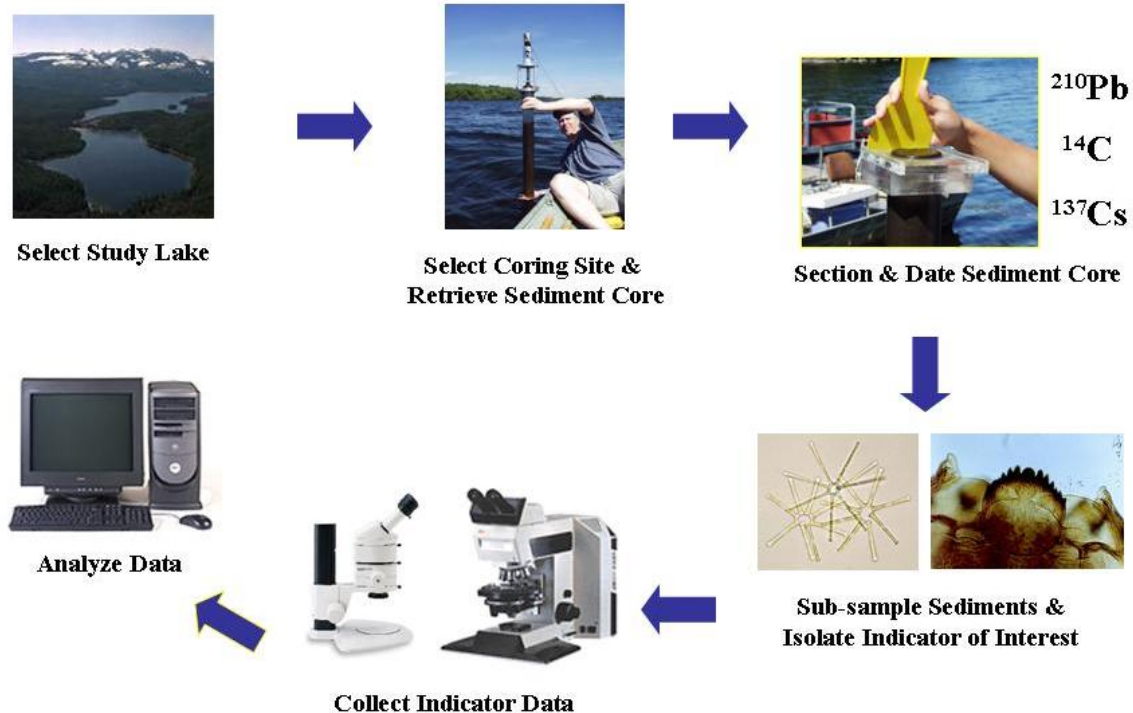 Select Study Lake
Select Coring Site &
Retrieve Sediment Core
²¹⁰Pb
¹⁴C
¹³⁷Cs
Section & Date Sediment Core
Sub-sample Sediments &
Isolate Indicator of Interest
Collect Indicator Data
Analyze Data